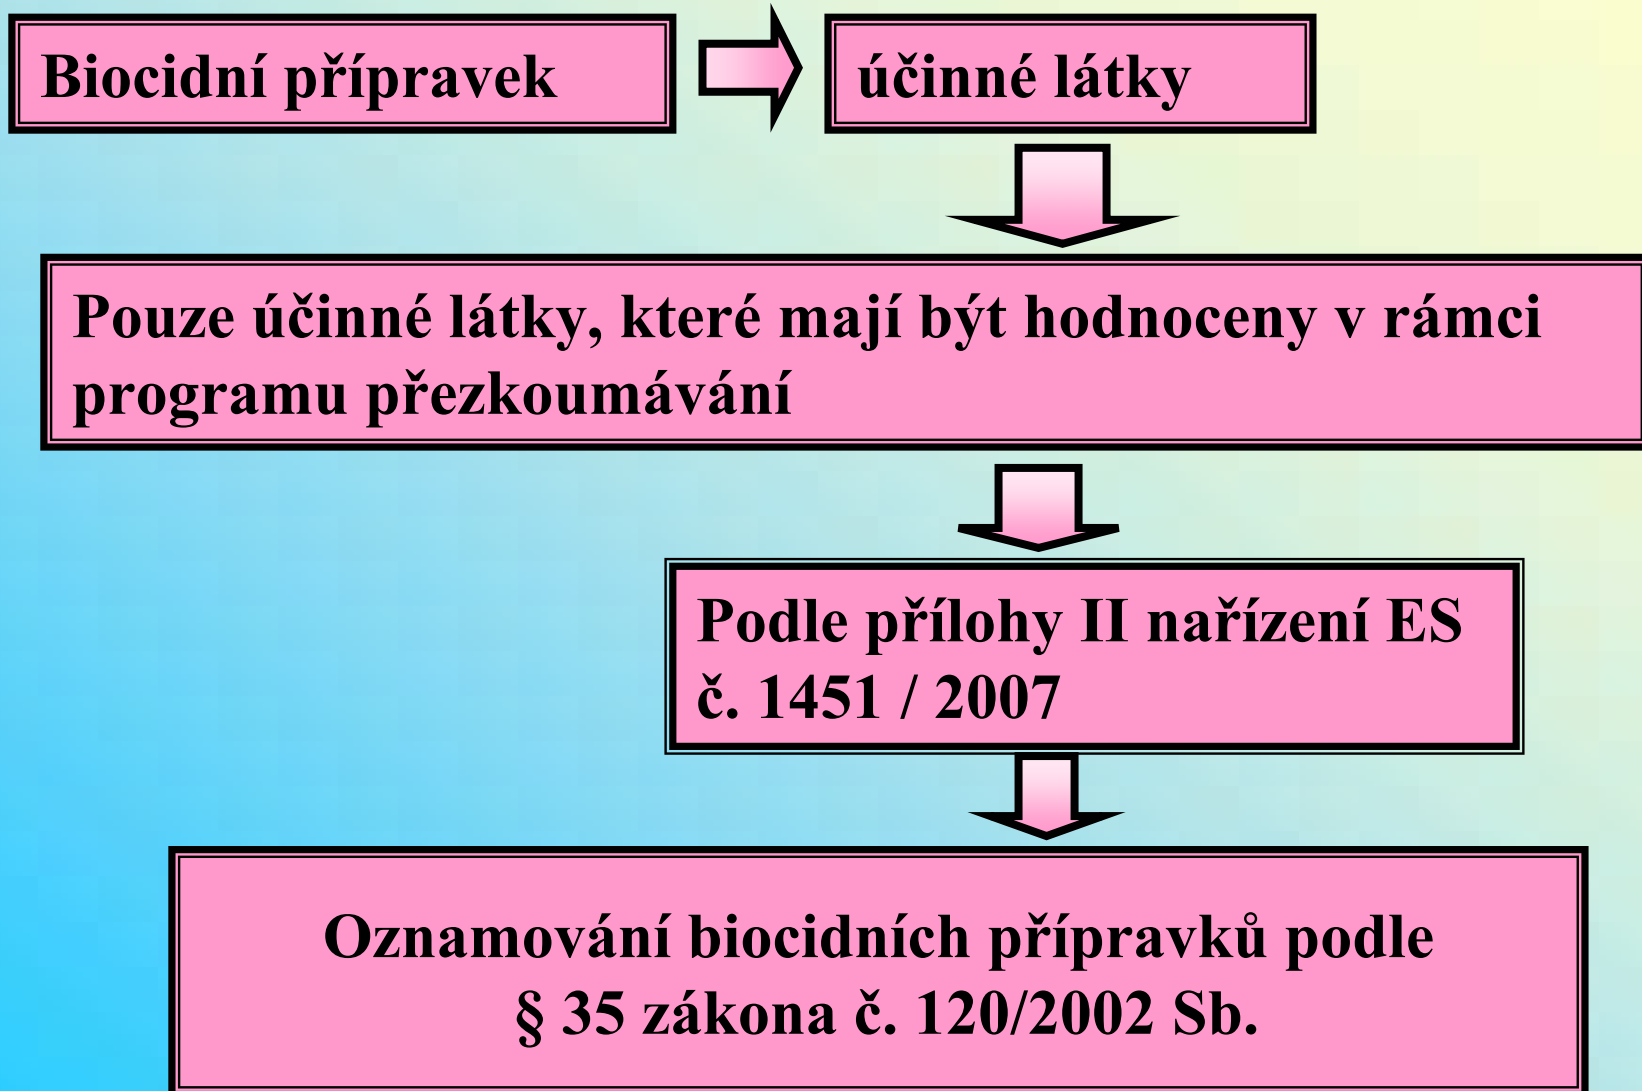 Biocidní přípravek
účinné látky
Pouze účinné látky, které mají být hodnoceny v rámci
programu přezkoumávání
Podle přílohy II nařízení ES
č. 1451 / 2007
Oznamování biocidních přípravků podle
§ 35 zákona č. 120/2002 Sb.